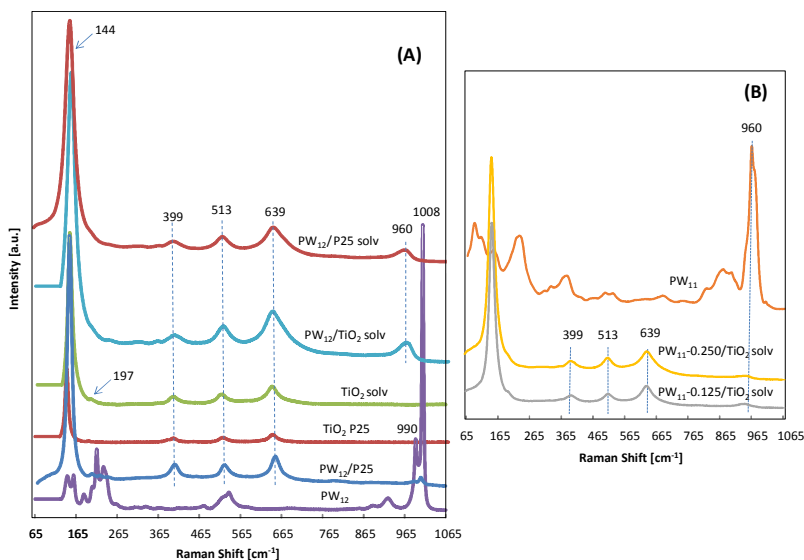 (A)
144
399
513
639
960
1008
PW₁₂/P25 solv
PW₁₂/TiO₂ solv
197
TiO₂ solv
TiO₂ P25
990
PW₁₂/P25
PW₁₂
Intensity [a.u.]
65 165 265 365 465 565 665 765 865 965 1065
Raman Shift [cm⁻¹]
(B)
960
PW₁₁
399
513
639
PW₁₁-0.250/TiO₂ solv
PW₁₁-0.125/TiO₂ solv
65 165 265 365 465 565 665 765 865 965 1065
Raman Shift [cm⁻¹]